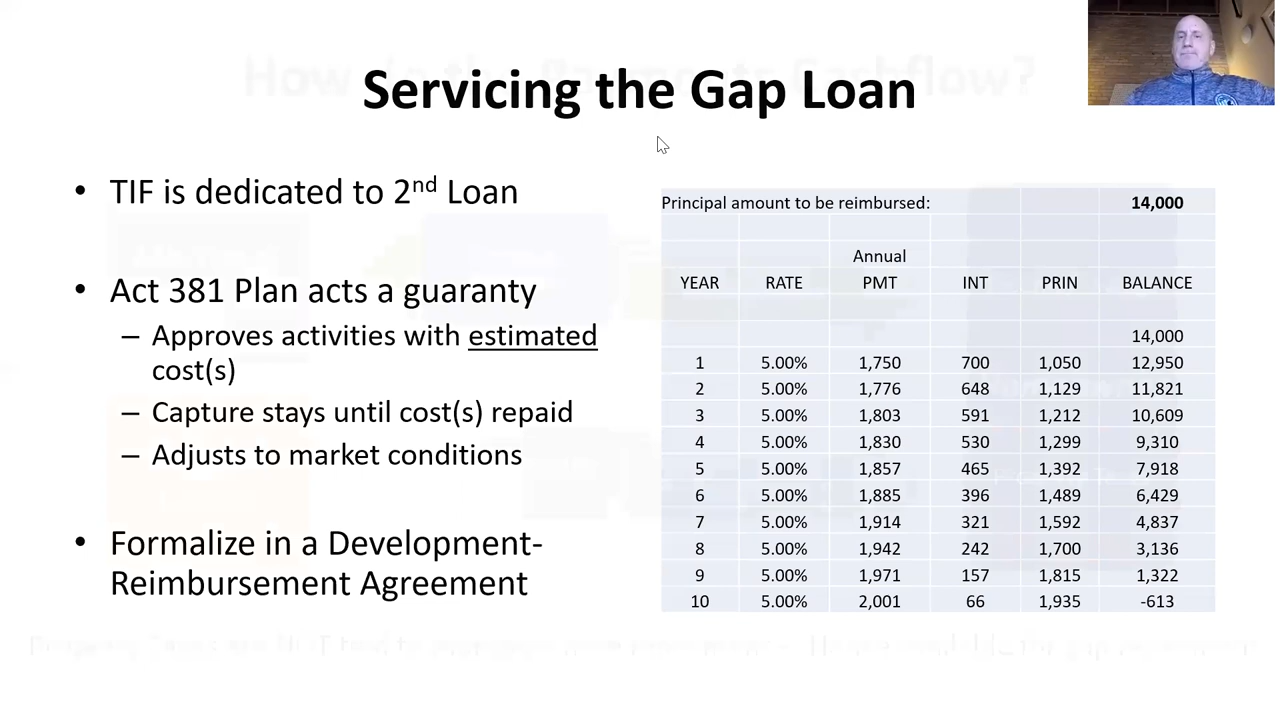 Servicing the Gap Loan
• TIF is dedicated to 2nd Loan
• Act 381 Plan acts a guaranty
– Approves activities with estimated
cost(s)
– Capture stays until cost(s) repaid
– Adjusts to market conditions
• Formalize in a Development-
Reimbursement Agreement
Principal amount to be reimbursed: 14,000
Annual
YEAR RATE PMT INT PRIN BALANCE
14,000
1 5.00% 1,750 700 1,050 12,950
2 5.00% 1,776 648 1,129 11,821
3 5.00% 1,803 591 1,212 10,609
4 5.00% 1,830 530 1,299 9,310
5 5.00% 1,857 465 1,392 7,918
6 5.00% 1,885 396 1,489 6,429
7 5.00% 1,914 321 1,592 4,837
8 5.00% 1,942 242 1,700 3,136
9 5.00% 1,971 157 1,815 1,322
10 5.00% 2,001 66 1,935 -613